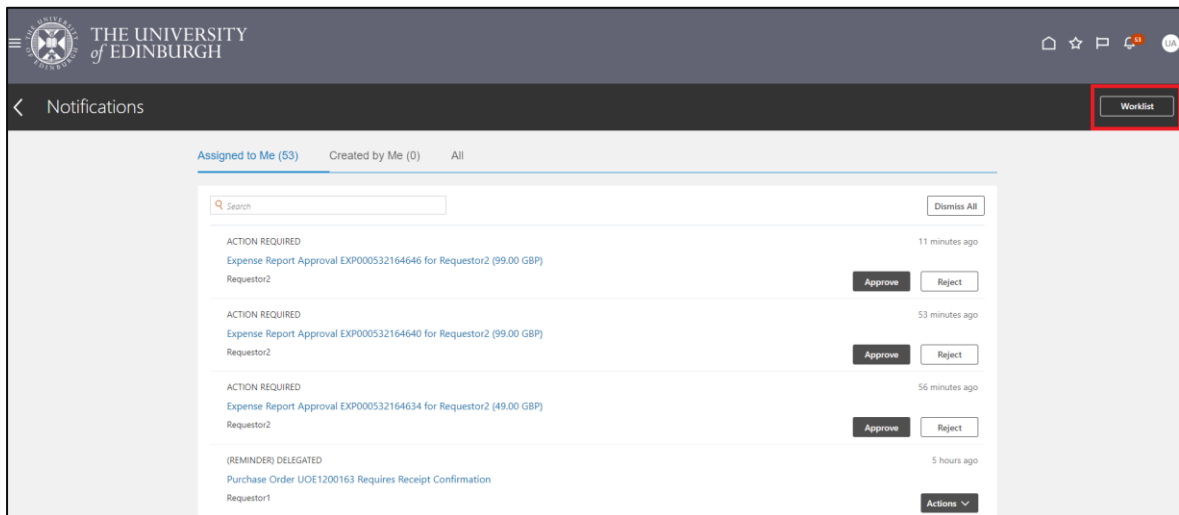 THE UNIVERSITY
of EDINBURGH
53
UA
Notifications
Worklist
Assigned to Me (53) Created by Me (0) All
Search
Dismiss All
ACTION REQUIRED 11 minutes ago
Expense Report Approval EXP000532164646 for Requestor2 (99.00 GBP)
Requestor2
Approve Reject
ACTION REQUIRED 53 minutes ago
Expense Report Approval EXP000532164640 for Requestor2 (99.00 GBP)
Requestor2
Approve Reject
ACTION REQUIRED 56 minutes ago
Expense Report Approval EXP000532164634 for Requestor2 (49.00 GBP)
Requestor2
Approve Reject
(REMINDER) DELEGATED 5 hours ago
Purchase Order UOE1200163 Requires Receipt Confirmation
Requestor1
Actions